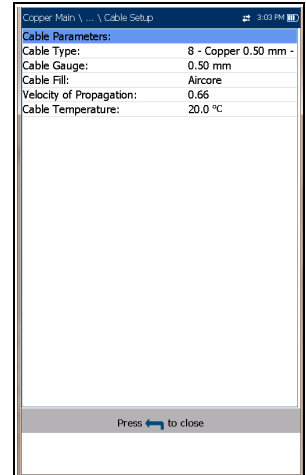 Copper Main \ ... \ Cable Setup 3:03 PM
Cable Parameters:
Cable Type: 8 - Copper 0.50 mm -
Cable Gauge: 0.50 mm
Cable Fill: Aircore
Velocity of Propagation: 0.66
Cable Temperature: 20.0 ºC
Press to close